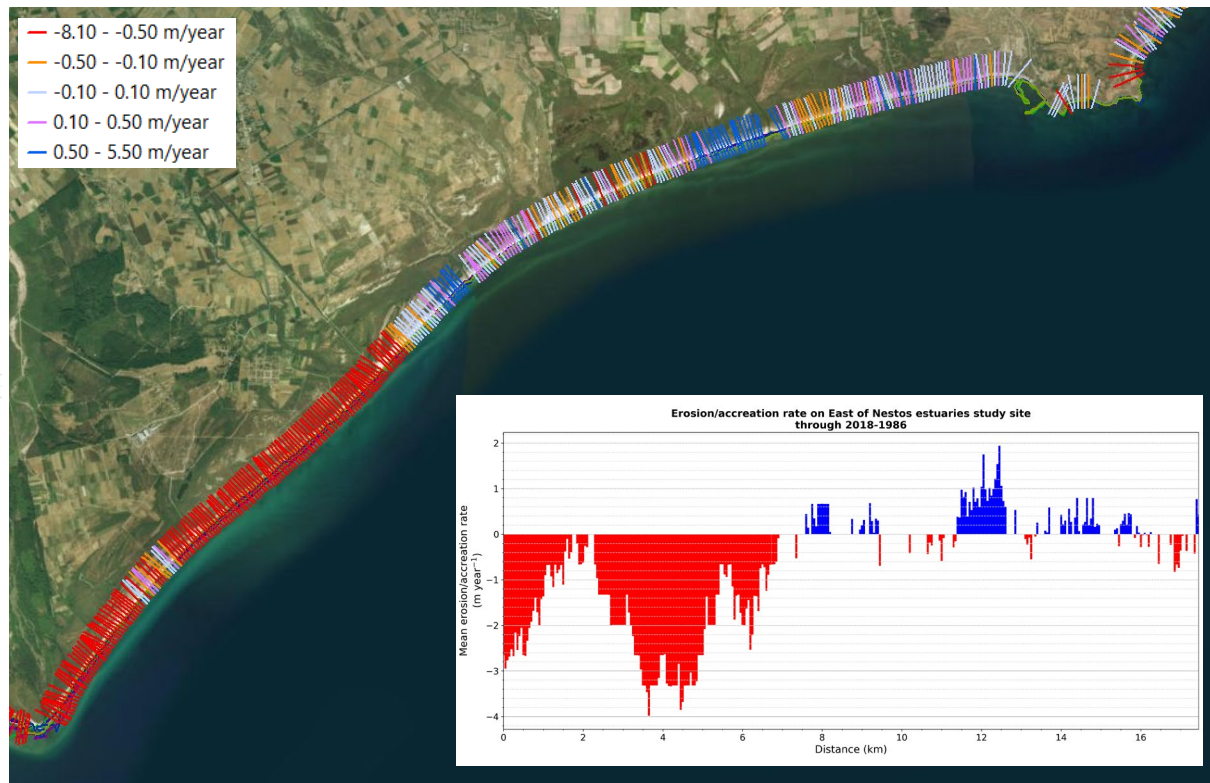 -8.10 - -0.50 m/year
-0.50 - -0.10 m/year
-0.10 - 0.10 m/year
0.10 - 0.50 m/year
0.50 - 5.50 m/year
Erosion/accreation rate on East of Nestos estuaries study site
through 2018-1986
Mean erosion/accreation rate
(m year⁻¹)
2
1
0
−1
−2
−3
−4
0 2 4 6 8 10 12 14 16
Distance (km)